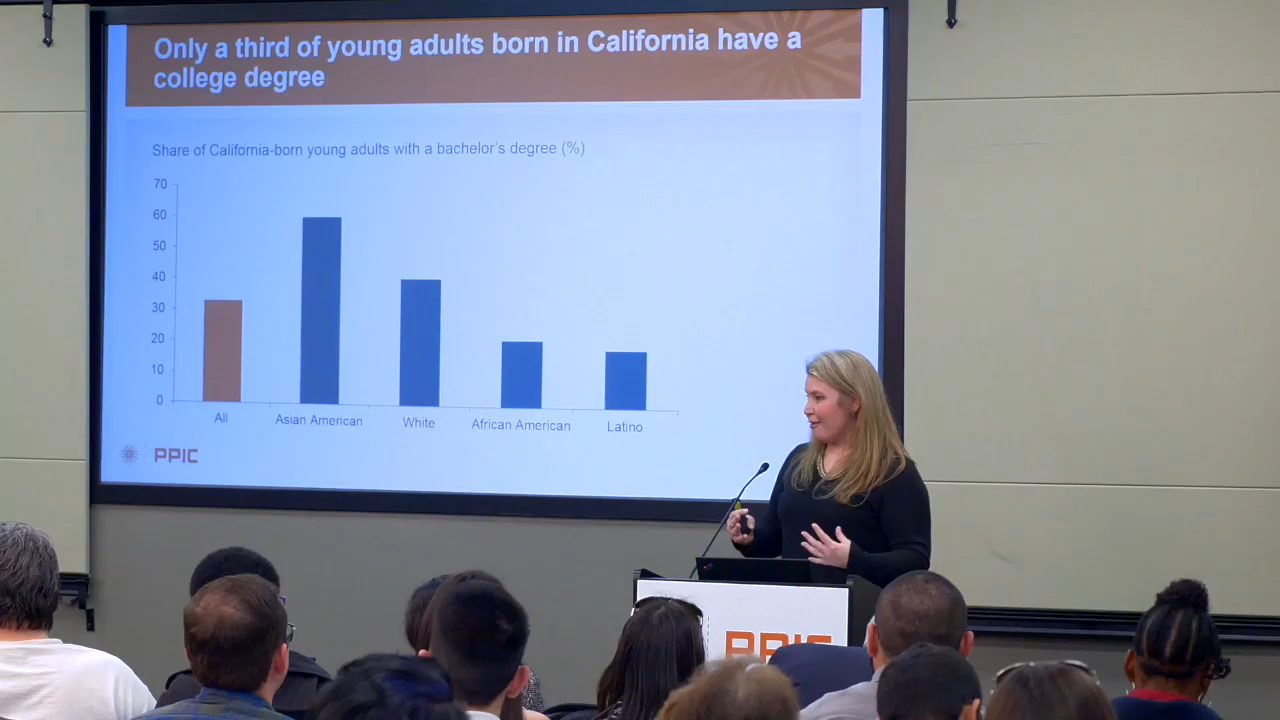 Only a third of young adults born in California have a
college degree
Share of California-born young adults with a bachelor's degree (%)
70
60
50
40
30
20
10
0
All
Asian American
White
African American
Latino
PPIC
PPIC